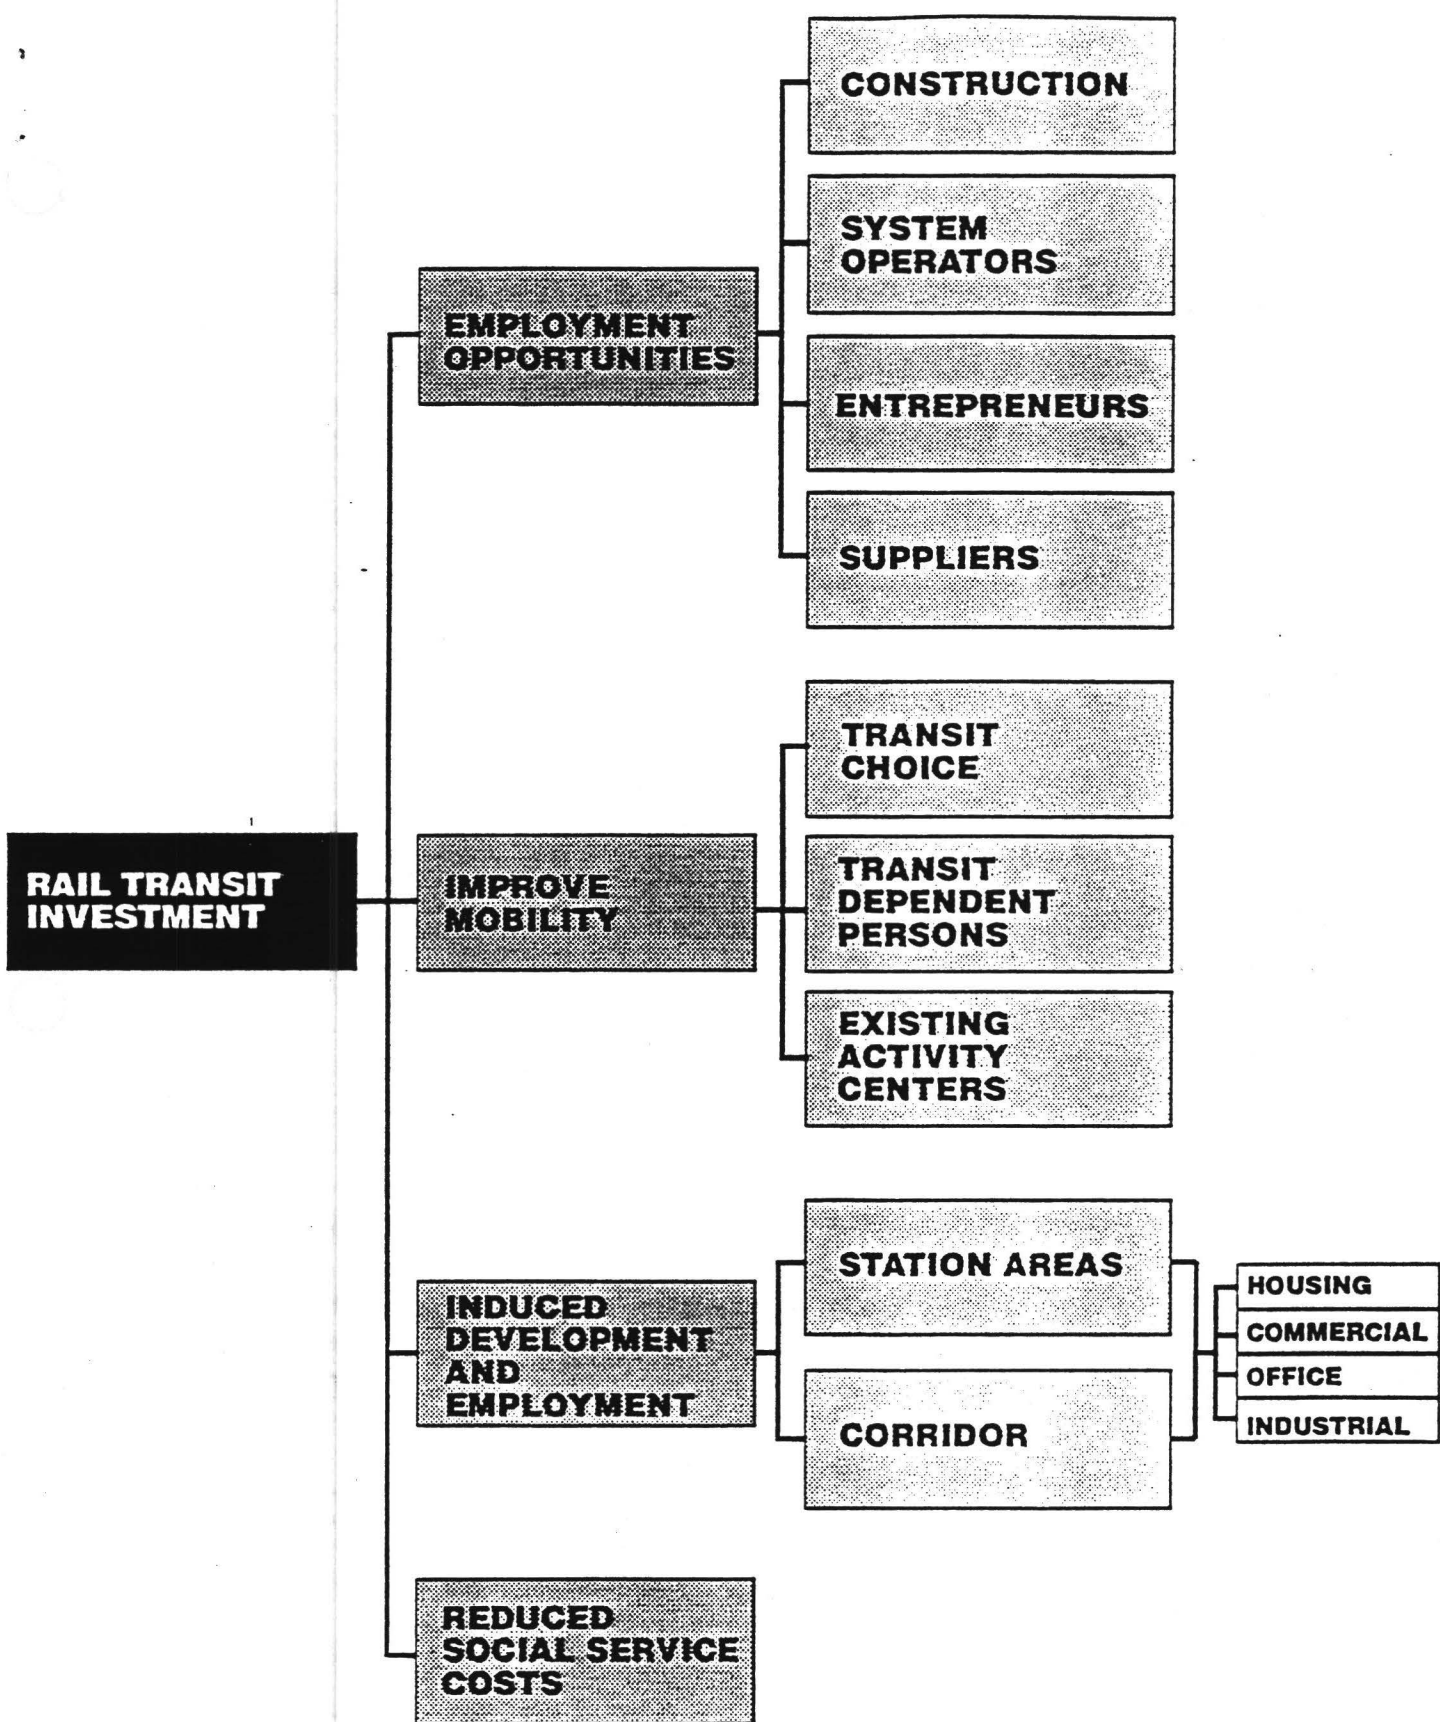 CONSTRUCTION
SYSTEM
OPERATORS
EMPLOYMENT
OPPORTUNITIES
ENTREPRENEURS
SUPPLIERS
TRANSIT
CHOICE
RAIL TRANSIT
INVESTMENT
IMPROVE
MOBILITY
TRANSIT
DEPENDENT
PERSONS
EXISTING
ACTIVITY
CENTERS
INDUCED
DEVELOPMENT
AND
EMPLOYMENT
STATION AREAS
CORRIDOR
HOUSING
COMMERCIAL
OFFICE
INDUSTRIAL
REDUCED
SOCIAL SERVICE
COSTS